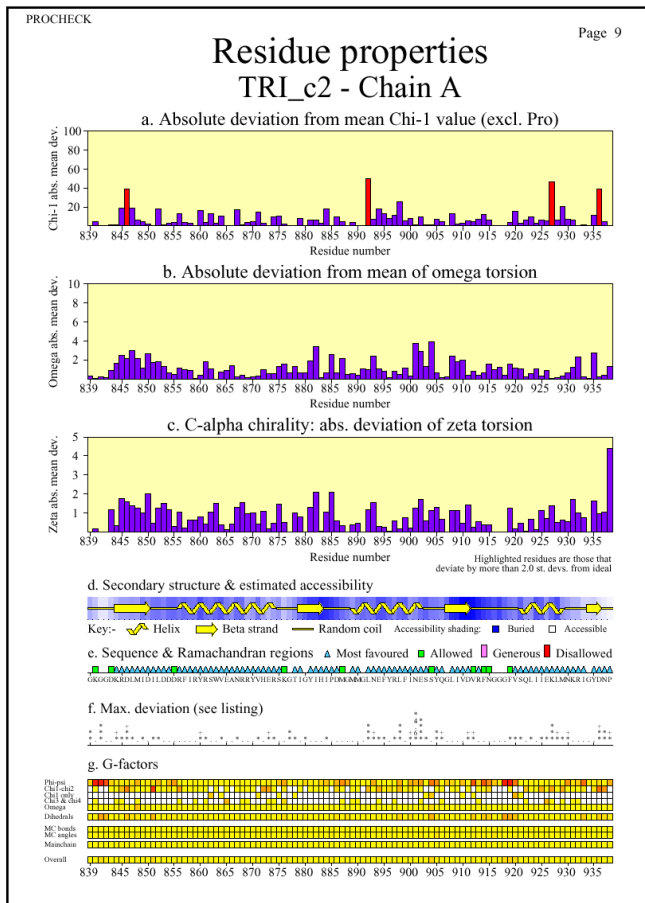 PROCHECK
Page 9
Residue properties
TRI_c2 - Chain A
a. Absolute deviation from mean Chi-1 value (excl. Pro)
Chi-1 abs. mean dev.
100
80
60
40
20
839 845 850 855 860 865 870 875 880 885 890 895 900 905 910 915 920 925 930 935
Residue number
b. Absolute deviation from mean of omega torsion
Omega abs. mean dev.
10
8
6
4
2
839 845 850 855 860 865 870 875 880 885 890 895 900 905 910 915 920 925 930 935
Residue number
c. C-alpha chirality: abs. deviation of zeta torsion
Zeta abs. mean dev.
5
4
3
2
1
839 845 850 855 860 865 870 875 880 885 890 895 900 905 910 915 920 925 930 935
Residue number
Highlighted residues are those that
deviate by more than 2.0 st. devs. from ideal
d. Secondary structure & estimated accessibility
Key:- Helix Beta strand Random coil Accessibility shading: Buried Accessible
e. Sequence & Ramachandran regions Most favoured Allowed Generous Disallowed
f. Max. deviation (see listing)
g. G-factors
Phi-psi
Chi1-chi2
Chi1 only
Chi3 & chi4
Omega
Dihedrals
MC bonds
MC angles
Mainchain
Overall
839 845 850 855 860 865 870 875 880 885 890 895 900 905 910 915 920 925 930 935